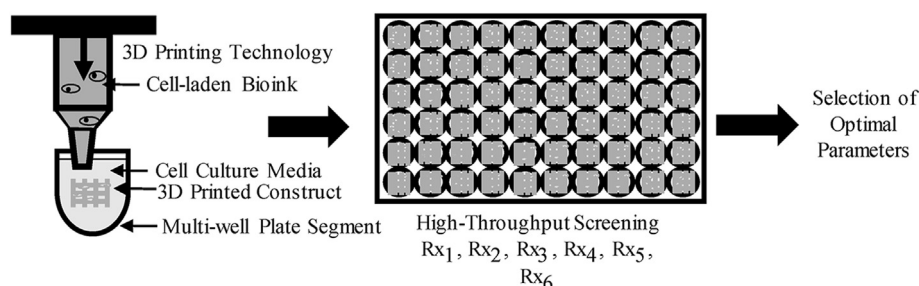 3D Printing Technology
Cell-laden Bioink
Cell Culture Media
3D Printed Construct
Multi-well Plate Segment
High-Throughput Screening
Rx1, Rx2, Rx3, Rx4, Rx5,
Rx6
Selection of
Optimal
Parameters